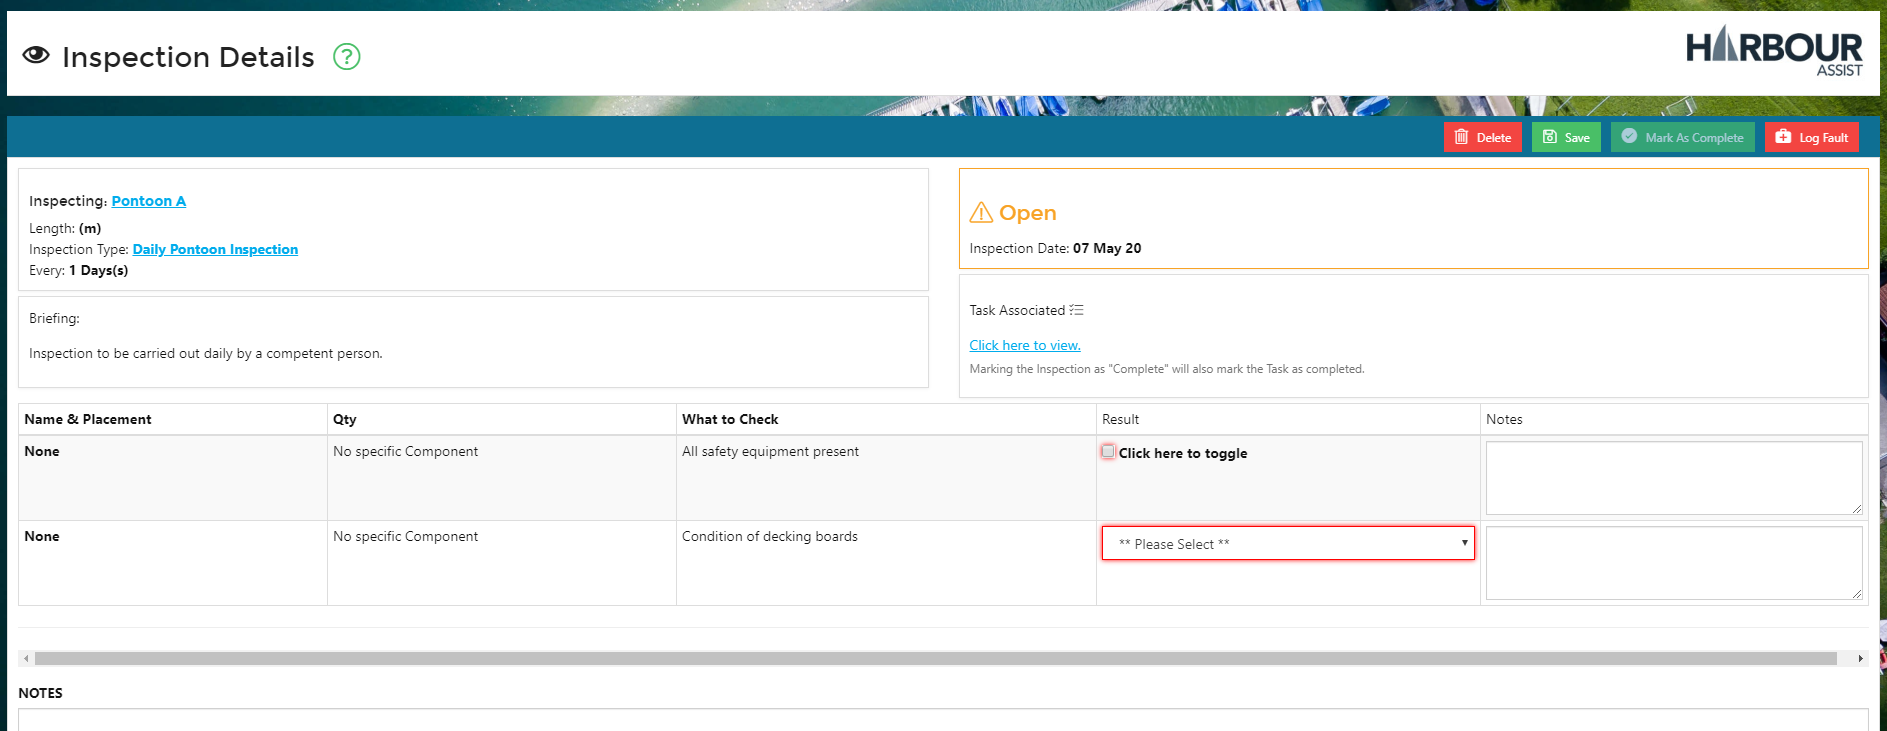 Inspection Details ?
HARBOUR
ASSIST
Delete
Save
Mark As Complete
Log Fault
Inspecting: Pontoon A
Length: (m)
Inspection Type: Daily Pontoon Inspection
Every: 1 Days(s)
Open
Inspection Date: 07 May 20
Briefing:
Inspection to be carried out daily by a competent person.
Task Associated
Click here to view.
Marking the Inspection as "Complete" will also mark the Task as completed.
Name & Placement Qty What to Check Result Notes
None No specific Component All safety equipment present Click here to toggle
None No specific Component Condition of decking boards ** Please Select **
NOTES